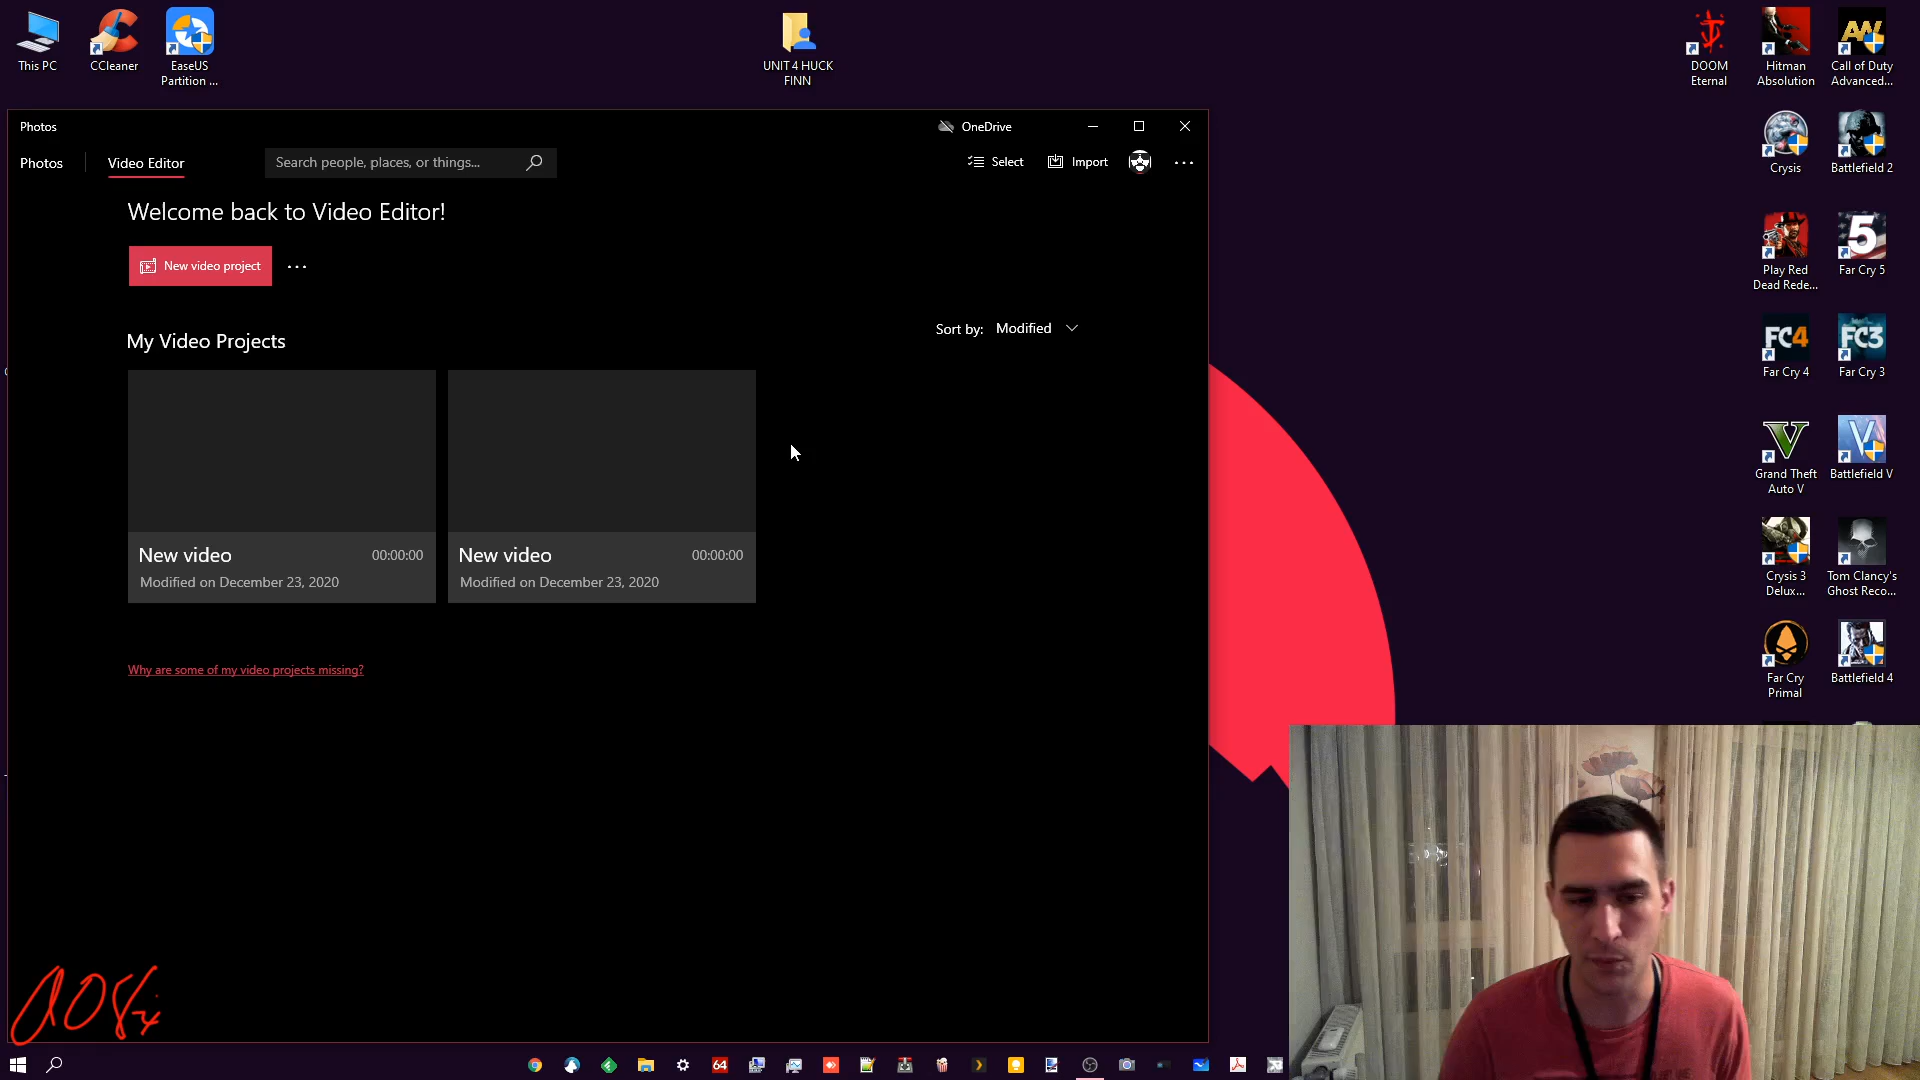 This PC
CCleaner
EaseUS
Partition ...
UNIT 4 HUCK
FINN
DOOM
Eternal
Hitman
Absolution
Call of Duty
Advanced...
Photos
OneDrive
Photos
Video Editor
Search people, places, or things...
Select
Import
Welcome back to Video Editor!
New video project
My Video Projects
Sort by: Modified
New video
00:00:00
Modified on December 23, 2020
New video
00:00:00
Modified on December 23, 2020
Why are some of my video projects missing?
Crysis
Battlefield 2
Play Red
Dead Rede...
5
Far Cry 5
FC4
Far Cry 4
FC3
Far Cry 3
V
Grand Theft
Auto V
V
Battlefield V
Crysis 3
Delux...
Tom Clancy's
Ghost Reco...
Far Cry
Primal
Battlefield 4
64